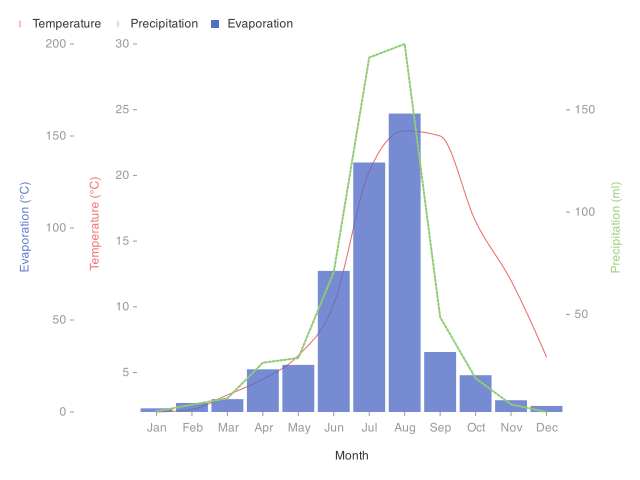 Temperature Precipitation Evaporation
Evaporation (°C)
200
150
100
50
0
Temperature (°C)
30
25
20
15
10
5
150
100
50
Precipitation (ml)
Jan Feb Mar Apr May Jun Jul Aug Sep Oct Nov Dec
Month